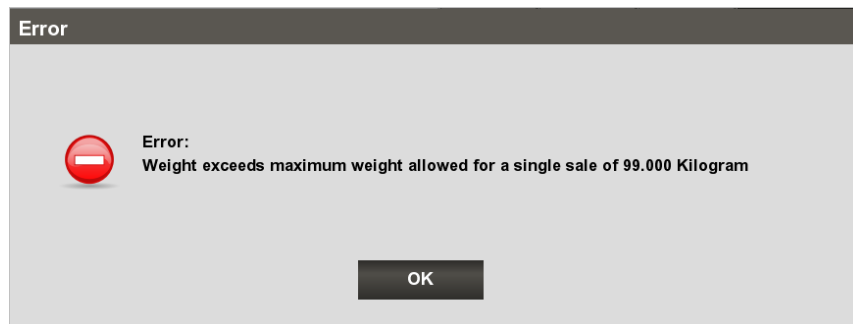 Error
Error:
Weight exceeds maximum weight allowed for a single sale of 99.000 Kilogram
OK